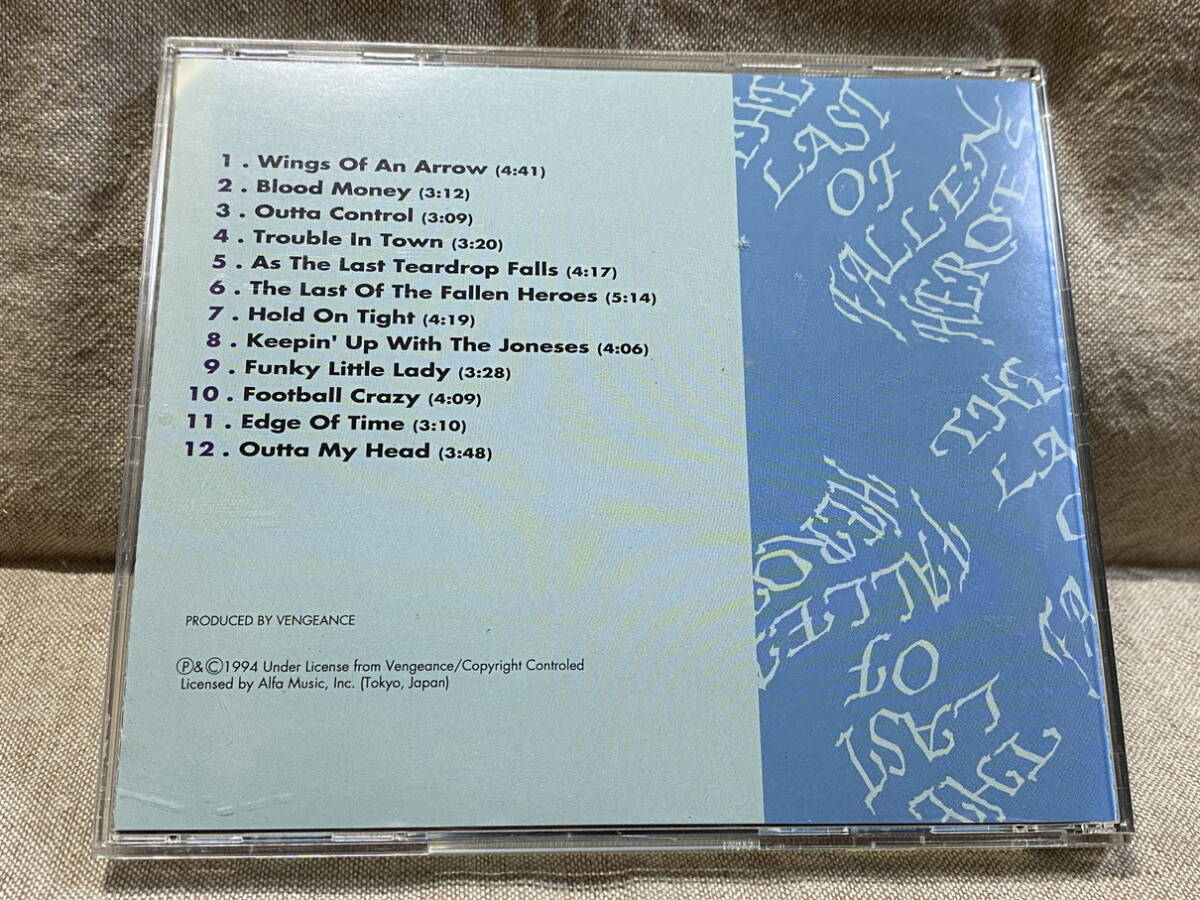 1 . Wings Of An Arrow (4:41)
2 . Blood Money (3:12)
3 . Outta Control (3:09)
4 . Trouble In Town (3:20)
5 . As The Last Teardrop Falls (4:17)
6 . The Last Of The Fallen Heroes (5:14)
7 . Hold On Tight (4:19)
8 . Keepin' Up With The Joneses (4:06)
9 . Funky Little Lady (3:28)
10 . Football Crazy (4:09)
11 . Edge Of Time (3:10)
12 . Outta My Head (3:48)
PRODUCED BY VENGEANCE
Ⓟ&Ⓒ1994 Under License from Vengeance/Copyright Controled
Licensed by Alfa Music, Inc. (Tokyo, Japan)
THE
LAST
OF
FALLEN
HEROES
THE
LA
O
HEROE
FALLEN
OF
LAST
THE